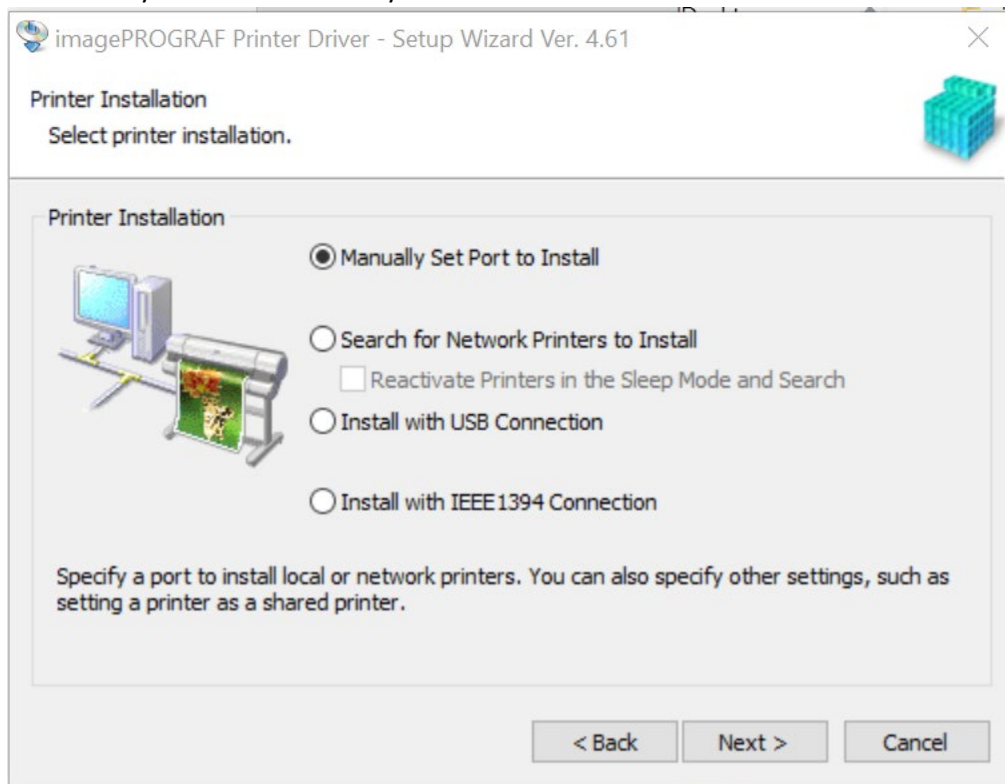 imagePROGRAF Printer Driver - Setup Wizard Ver. 4.61
Printer Installation
Select printer installation.
Printer Installation
Manually Set Port to Install
Search for Network Printers to Install
Reactivate Printers in the Sleep Mode and Search
Install with USB Connection
Install with IEEE1394 Connection
Specify a port to install local or network printers. You can also specify other settings, such as
setting a printer as a shared printer.
< Back
Next >
Cancel